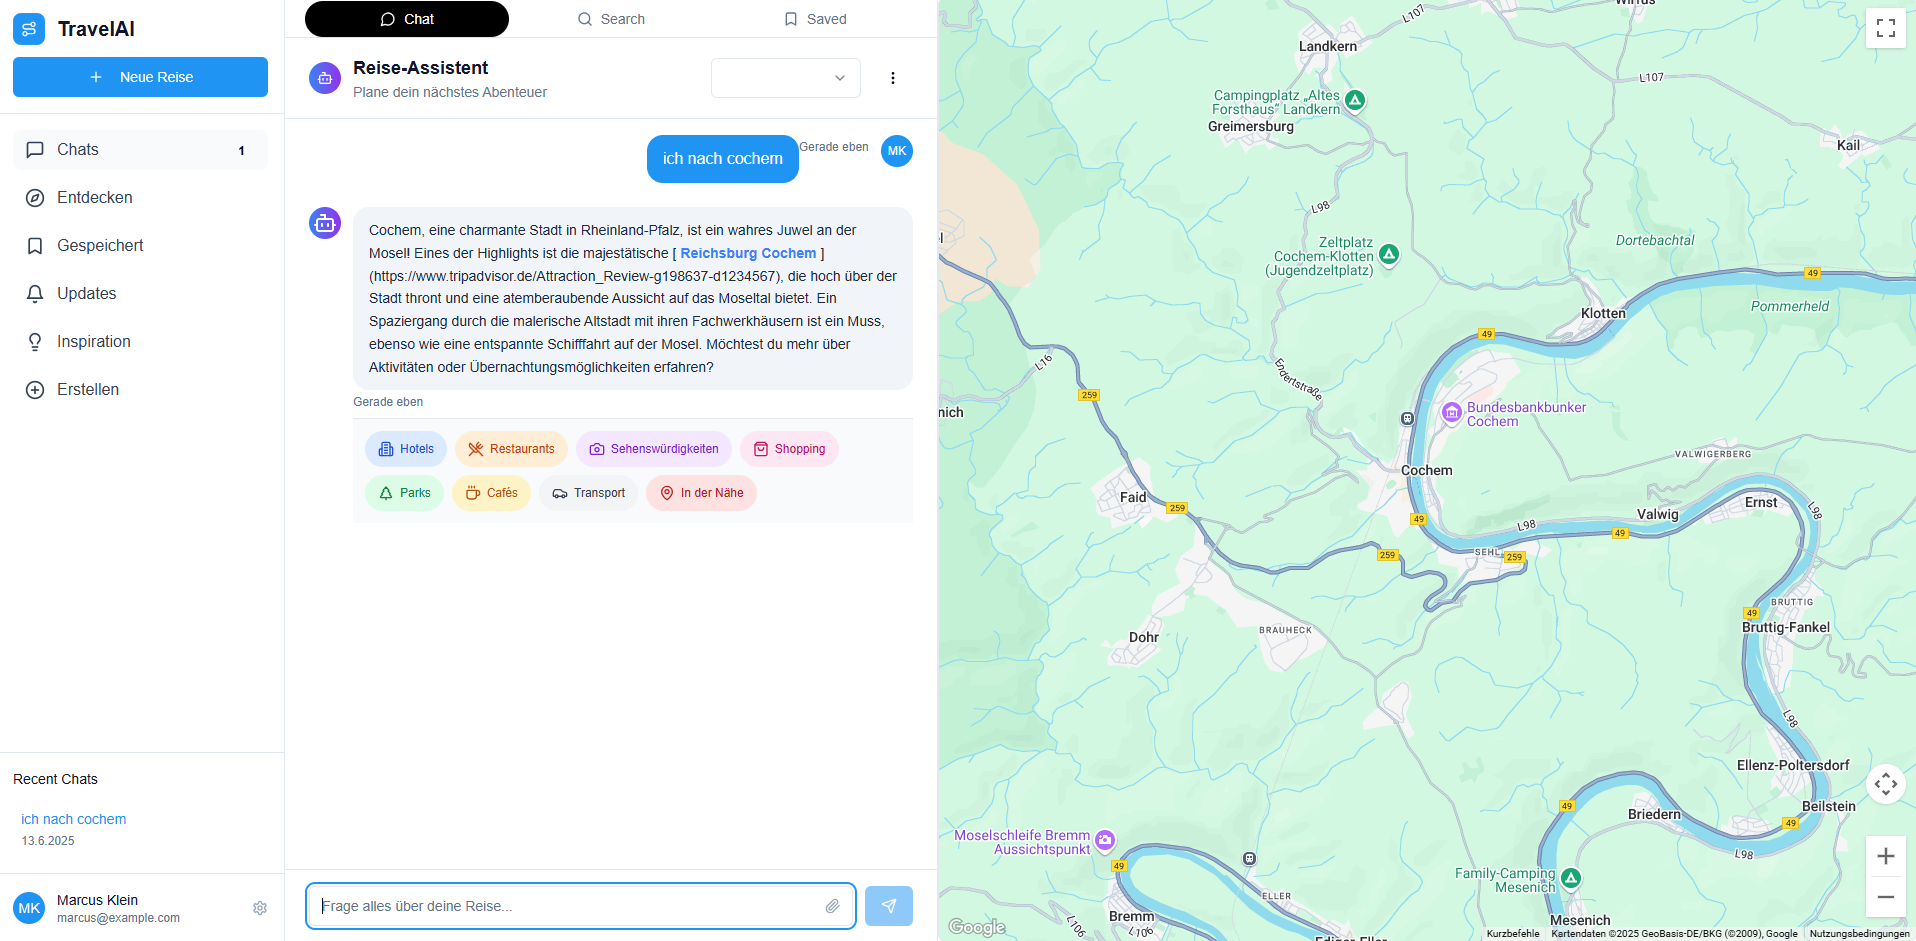 TravelAI
Neue Reise
Chats 1
Entdecken
Gespeichert
Updates
Inspiration
Erstellen
Recent Chats
ich nach cochem
13.6.2025
MK
Marcus Klein
marcus@example.com
Chat
Search
Saved
Reise-Assistent
Plane dein nächstes Abenteuer
ich nach cochem
Gerade eben
MK
Cochem, eine charmante Stadt in Rheinland-Pfalz, ist ein wahres Juwel an der
Mosel! Eines der Highlights ist die majestätische [ Reichsburg Cochem ]
(https://www.tripadvisor.de/Attraction_Review-g198637-d1234567), die hoch über der
Stadt thront und eine atemberaubende Aussicht auf das Moseltal bietet. Ein
Spaziergang durch die malerische Altstadt mit ihren Fachwerkhäusern ist ein Muss,
ebenso wie eine entspannte Schifffahrt auf der Mosel. Möchtest du mehr über
Aktivitäten oder Übernachtungsmöglichkeiten erfahren?
Gerade eben
Hotels
Restaurants
Sehenswürdigkeiten
Shopping
Parks
Cafés
Transport
In der Nähe
Frage alles über deine Reise...
L107
Landkern
L107
Campingplatz „Altes
Forsthaus“ Landkern
Greimersburg
Kail
L98
Zeltplatz
Cochem-Klotten
(Jugendzeltplatz)
Dortebachtal
49
Pommerheld
Klotten
49
L16
Endertstraße
259
nich
Bundesbankbunker
Cochem
VALWIGERBERG
Cochem
Faid
259
Ernst
Valwig
L98
49
L98
49
SEHL
259
259
BRUTTIG
49
Bruttig-Fankel
BRAUHECK
Dohr
L98
Ellenz-Poltersdorf
49
Beilstein
Briedern
49
L98
Moselschleife Bremm
Aussichtspunkt
49
Family-Camping
Mesenich
ELLER
Bremm
L106
L106
Mesenich
Ediger-Eller
Google
Kurzbefehle
Kartendaten ©2025 GeoBasis-DE/BKG (©2009), Google
Nutzungsbedingungen